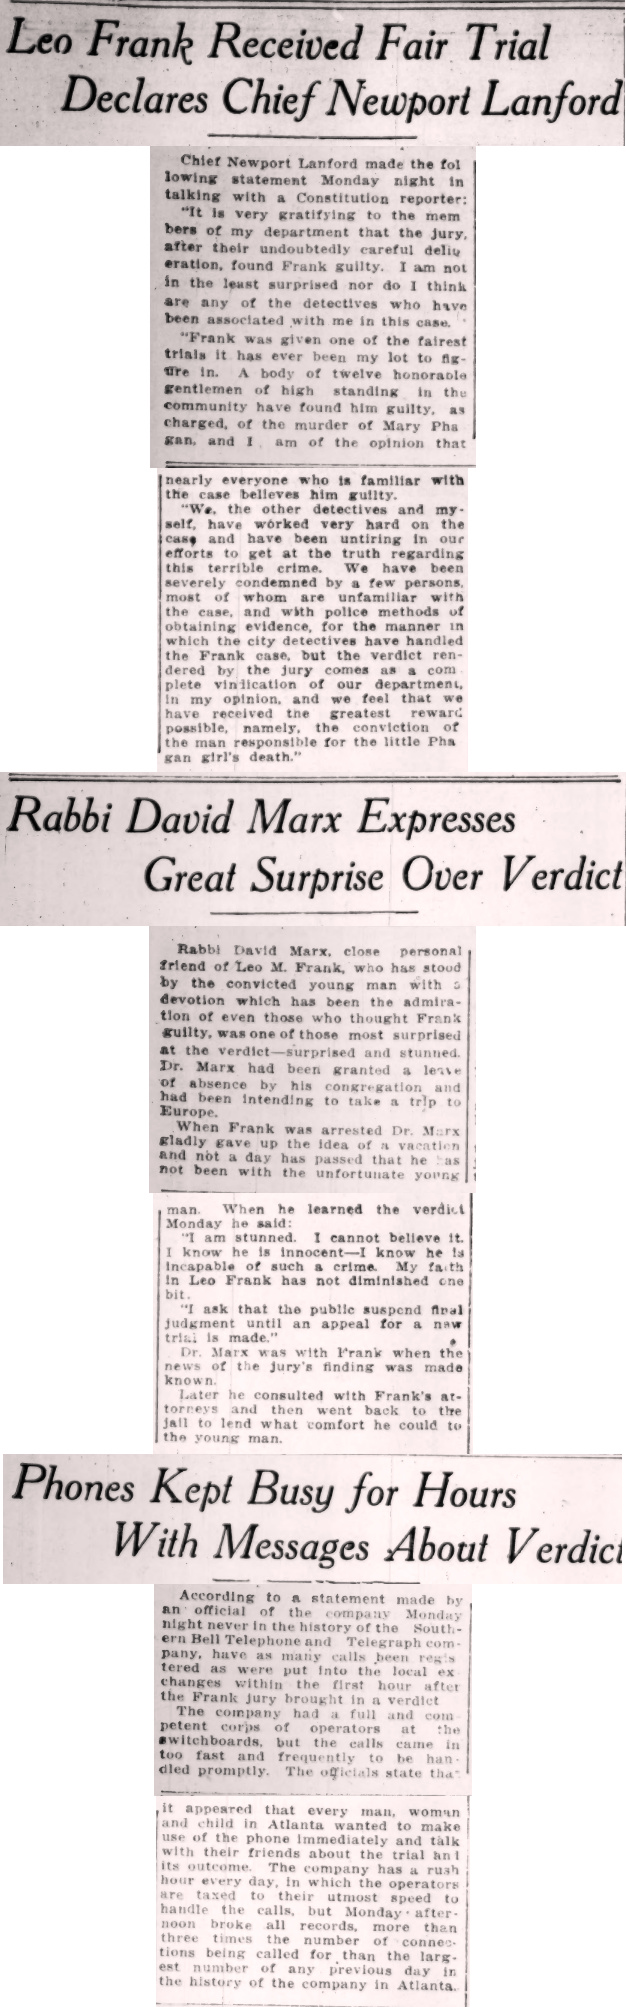 Leo Frank Received Fair Trial
Declares Chief Newport Lanford
Chief Newport Lanford made the fol
lowing statement Monday night in
talking with a Constitution reporter:
"It is very gratifying to the mem
bers of my department that the jury,
after their undoubtedly careful delib
eration, found Frank guilty. I am not
in the least surprised nor do I think
are any of the detectives who have
been associated with me in this case.
"Frank was given one of the fairest
trials it has ever been my lot to fig-
ure in. A body of twelve honorable
gentlemen of high standing in the
community have found him guilty, as
charged, of the murder of Mary Pha
gan, and I am of the opinion that
nearly everyone who is familiar with
the case believes him guilty.
"We, the other detectives and my-
self, have worked very hard on the
case and have been untiring in our
efforts to get at the truth regarding
this terrible crime. We have been
severely condemned by a few persons,
most of whom are unfamiliar with
the case, and with police methods of
obtaining evidence, for the manner in
which the city detectives have handled
the Frank case, but the verdict ren-
dered by the jury comes as a com-
plete vindication of our department,
in my opinion, and we feel that we
have received the greatest reward
possible, namely, the conviction of
the man responsible for the little Pha
gan girl's death."
Rabbi David Marx Expresses
Great Surprise Over Verdict
Rabbi David Marx, close personal
friend of Leo M. Frank, who has stood
by the convicted young man with a
devotion which has been the admira-
tion of even those who thought Frank
guilty, was one of those most surprised
at the verdict—surprised and stunned.
Dr. Marx had been granted a leave
of absence by his congregation and
had been intending to take a trip to
Europe.
When Frank was arrested Dr. Marx
gladly gave up the idea of a vacation
and not a day has passed that he has
not been with the unfortunate young
man. When he learned the verdict
Monday he said:
"I am stunned. I cannot believe it.
I know he is innocent—I know he is
incapable of such a crime. My faith
in Leo Frank has not diminished one
bit.
"I ask that the public suspend final
judgment until an appeal for a new
trial is made."
Dr. Marx was with Frank when the
news of the jury's finding was made
known.
Later he consulted with Frank's at-
torneys and then went back to the
jail to lend what comfort he could to
the young man.
Phones Kept Busy for Hours
With Messages About Verdict
According to a statement made by
an official of the company Monday
night never in the history of the South-
ern Bell Telephone and Telegraph com-
pany, have as many calls been regis
tered as were put into the local ex
changes within the first hour after
the Frank jury brought in a verdict
The company had a full and com
petent corps of operators at the
switchboards, but the calls came in
too fast and frequently to be han-
dled promptly. The officials state that
it appeared that every man, woman
and child in Atlanta wanted to make
use of the phone immediately and talk
with their friends about the trial and
its outcome. The company has a rush
hour every day, in which the operators
are taxed to their utmost speed to
handle the calls, but Monday after-
noon broke all records, more than
three times the number of connec-
tions being called for than the larg-
est number of any previous day in
the history of the company in Atlanta.